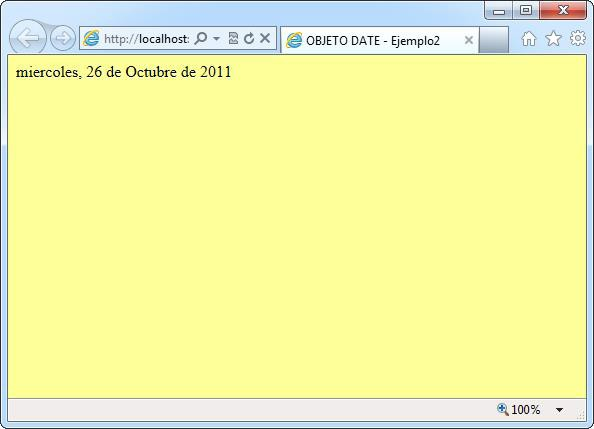 http://localhost:
OBJETO DATE - Ejemplo2
miercoles, 26 de Octubre de 2011
100%